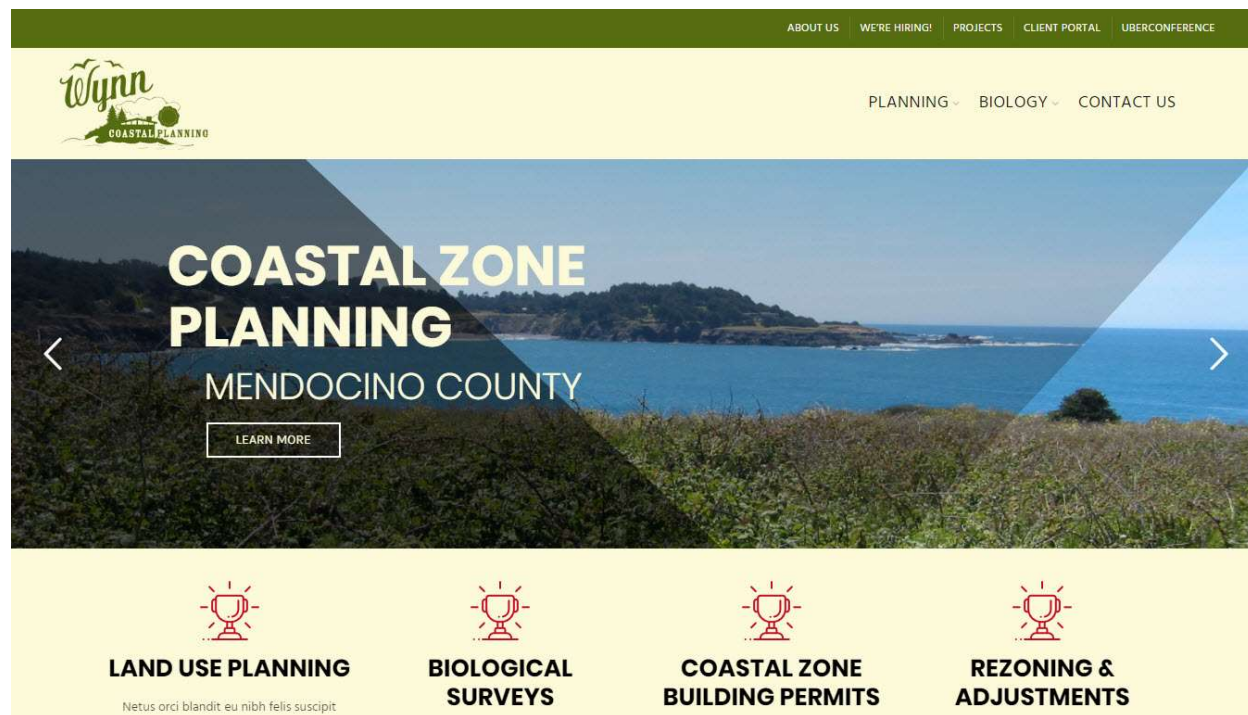 ABOUT US WE'RE HIRING! PROJECTS CLIENT PORTAL UBERCONFERENCE
Wynn
COASTAL PLANNING
PLANNING BIOLOGY CONTACT US
COASTAL ZONE
PLANNING
MENDOCINO COUNTY
LEARN MORE
LAND USE PLANNING
Netus orci blandit eu nibh felis suscipit
BIOLOGICAL
SURVEYS
COASTAL ZONE
BUILDING PERMITS
REZONING &
ADJUSTMENTS